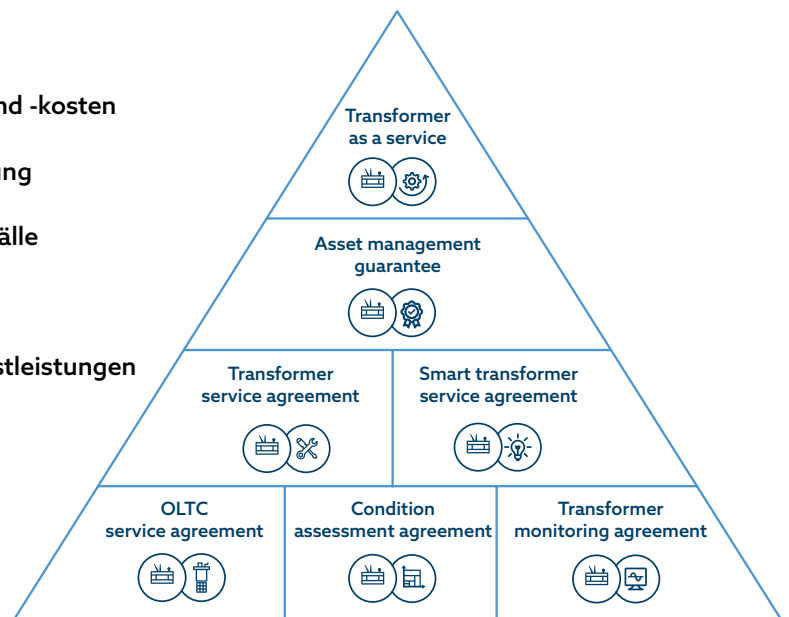 nd -kosten
ung
älle
stleistungen
Transformer
as a service
Asset management
guarantee
Transformer
service agreement
Smart transformer
service agreement
OLTC
service agreement
Condition
assessment agreement
Transformer
monitoring agreement